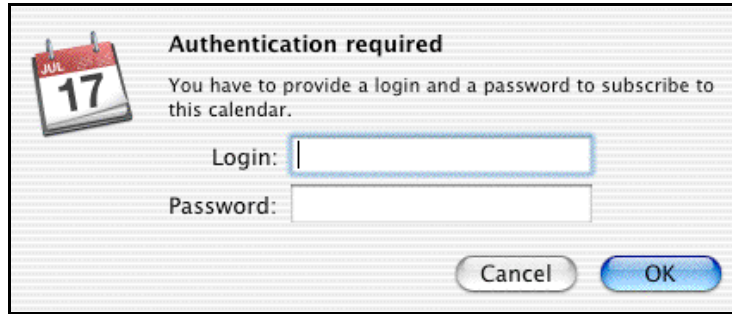 JUL
17
Authentication required
You have to provide a login and a password to subscribe to
this calendar.
Login:
Password:
Cancel OK